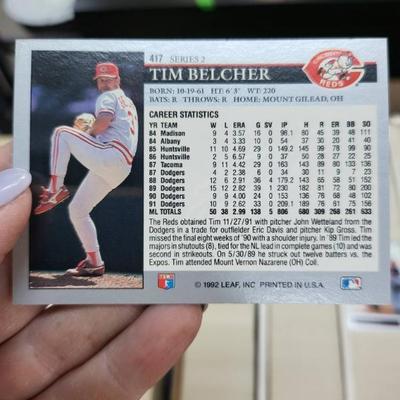 417 SERIES 2
TIM BELCHER
BORN: 10-19-61 HT: 6'3" WT: 220
BATS: R THROWS: R HOME: MOUNT GILEAD, OH
REDS
CAREER STATISTICS
YR TEAM W L ERA G SV IP H R ER BB SO
84 Madison 9 4 3.57 16 0 98.1 80 45 39 48 111
84 Albany 3 4 3.33 10 0 54 37 30 20 41
85 Huntsville 11 10 4.69 29 0 149.2 145 99 78 99 90
86 Huntsville 2 5 6.57 9 0 37 50 28 27 22 25
87 Tacoma 9 11 4.42 29 0 163 143 89 80 133 136
87 Dodgers 4 2 2.38 6 0 34 30 11 9 7 23
88 Dodgers 12 6 2.91 36 4 179.2 143 65 58 51 152
89 Dodgers 15 12 2.82 39 1 230 182 81 72 80 200
90 Dodgers 9 9 4.00 24 0 153 136 76 68 48 102
91 Dodgers 10 9 2.62 33 0 209.1 189 76 61 75 156
ML TOTALS 50 38 2.99 138 5 806 680 309 268 261 633
The Reds obtained Tim 11/27/91 with pitcher John Wetteland from the
Dodgers in a trade for outfielder Eric Davis and pitcher Kip Gross. Tim
missed the final eight weeks of '90 with a shoulder injury. In '89 Tim led the
majors in shutouts (8), tied for the NL lead in complete games (10) and was
second in strikeouts. On 5/30/89 he struck out twelve batters vs. the
Expos. Tim attended Mount Vernon Nazarene (OH) Coll.
© 1992 LEAF, INC PRINTED IN U.S.A.